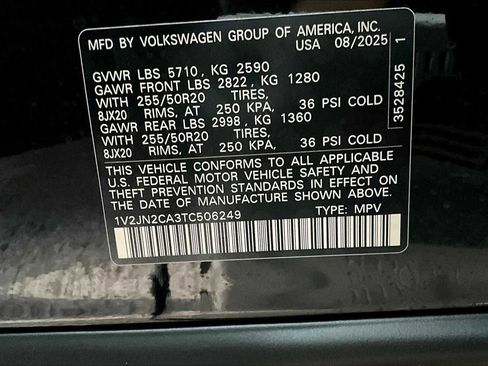 MFD BY VOLKSWAGEN GROUP OF AMERICA, INC.
USA 08/2025
GVWR LBS 5710, KG 2590
GAWR FRONT LBS 2822, KG 1280
WITH 255/50R20 TIRES,
8JX20 RIMS, AT 250 KPA, 36 PSI COLD
GAWR REAR LBS 2998, KG 1360
WITH 255/50R20 TIRES,
8JX20 RIMS, AT 250 KPA, 36 PSI COLD
THIS VEHICLE CONFORMS TO ALL APPLICABLE
U.S. FEDERAL MOTOR VEHICLE SAFETY AND
THEFT PREVENTION STANDARDS IN EFFECT ON
THE DATE OF MANUFACTURE SHOWN ABOVE.
1V2JN2CA3TC506249 TYPE: MPV
3528425 1